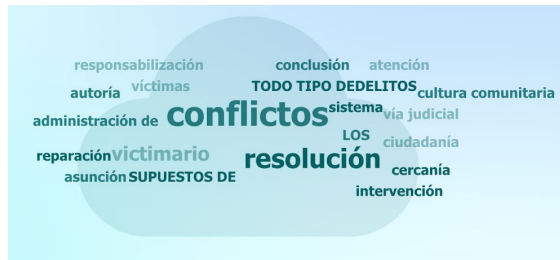 responsabilización conclusión atención
autoría víctimas TODO TIPO DEDELITOS cultura comunitaria
administración de conflictos sistema vía judicial
LOS ciudadanía
reparación victimario resolución cercanía
asunción SUPUESTOS DE
intervención